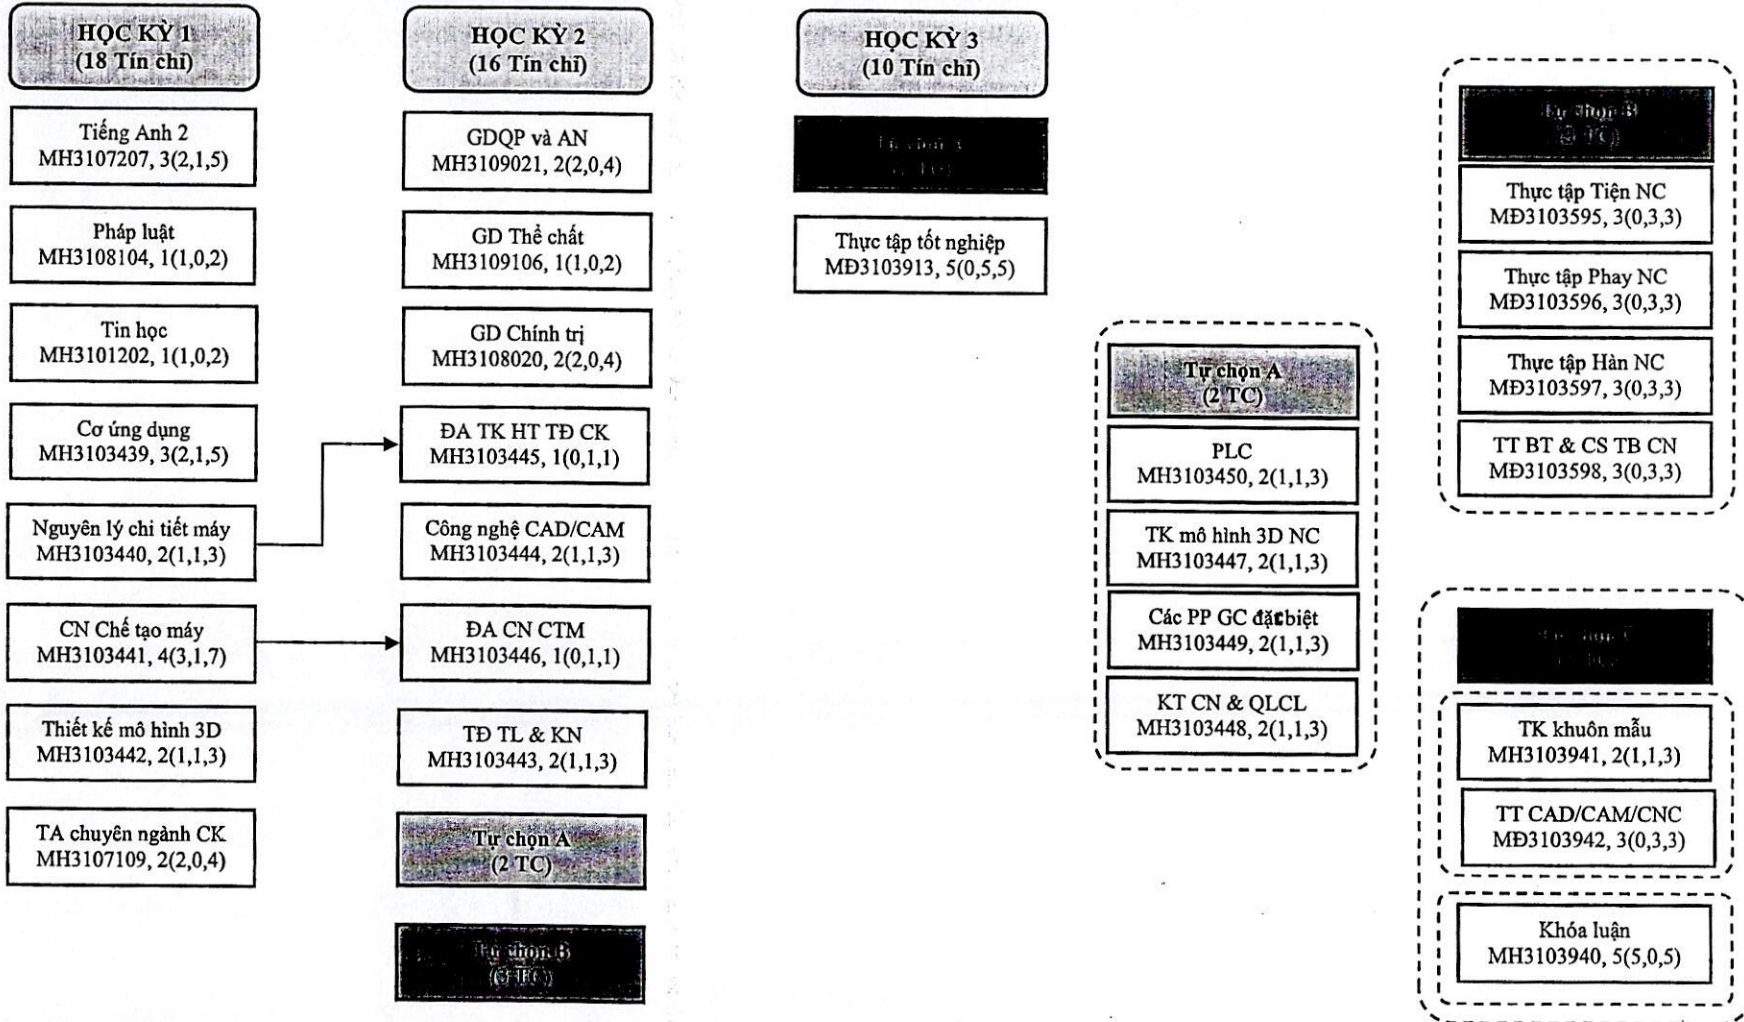 HỌC KỲ 1
(18 Tín chỉ)
Tiếng Anh 2
MH3107207, 3(2,1,5)
Pháp luật
MH3108104, 1(1,0,2)
Tin học
MH3101202, 1(1,0,2)
Cơ ứng dụng
MH3103439, 3(2,1,5)
Nguyên lý chi tiết máy
MH3103440, 2(1,1,3)
CN Chế tạo máy
MH3103441, 4(3,1,7)
Thiết kế mô hình 3D
MH3103442, 2(1,1,3)
TA chuyên ngành CK
MH3107109, 2(2,0,4)
HỌC KỲ 2
(16 Tín chỉ)
GDQP và AN
MH3109021, 2(2,0,4)
GD Thể chất
MH3109106, 1(1,0,2)
GD Chính trị
MH3108020, 2(2,0,4)
ĐA TK HT TĐ CK
MH3103445, 1(0,1,1)
Công nghệ CAD/CAM
MH3103444, 2(1,1,3)
ĐA CN CTM
MH3103446, 1(0,1,1)
TĐ TL & KN
MH3103443, 2(1,1,3)
Tự chọn A
(2 TC)
Tự chọn B
(3 TC)
HỌC KỲ 3
(10 Tín chỉ)
Thực tập tốt nghiệp
MĐ3103913, 5(0,5,5)
Tự chọn A
(2 TC)
PLC
MH3103450, 2(1,1,3)
TK mô hình 3D NC
MH3103447, 2(1,1,3)
Các PP GC đặc biệt
MH3103449, 2(1,1,3)
KT CN & QLCL
MH3103448, 2(1,1,3)
Tự chọn B
(3 TC)
Thực tập Tiện NC
MĐ3103595, 3(0,3,3)
Thực tập Phay NC
MĐ3103596, 3(0,3,3)
Thực tập Hàn NC
MĐ3103597, 3(0,3,3)
TT BT & CS TB CN
MĐ3103598, 3(0,3,3)
TK khuôn mẫu
MH3103941, 2(1,1,3)
TT CAD/CAM/CNC
MĐ3103942, 3(0,3,3)
Khóa luận
MH3103940, 5(5,0,5)